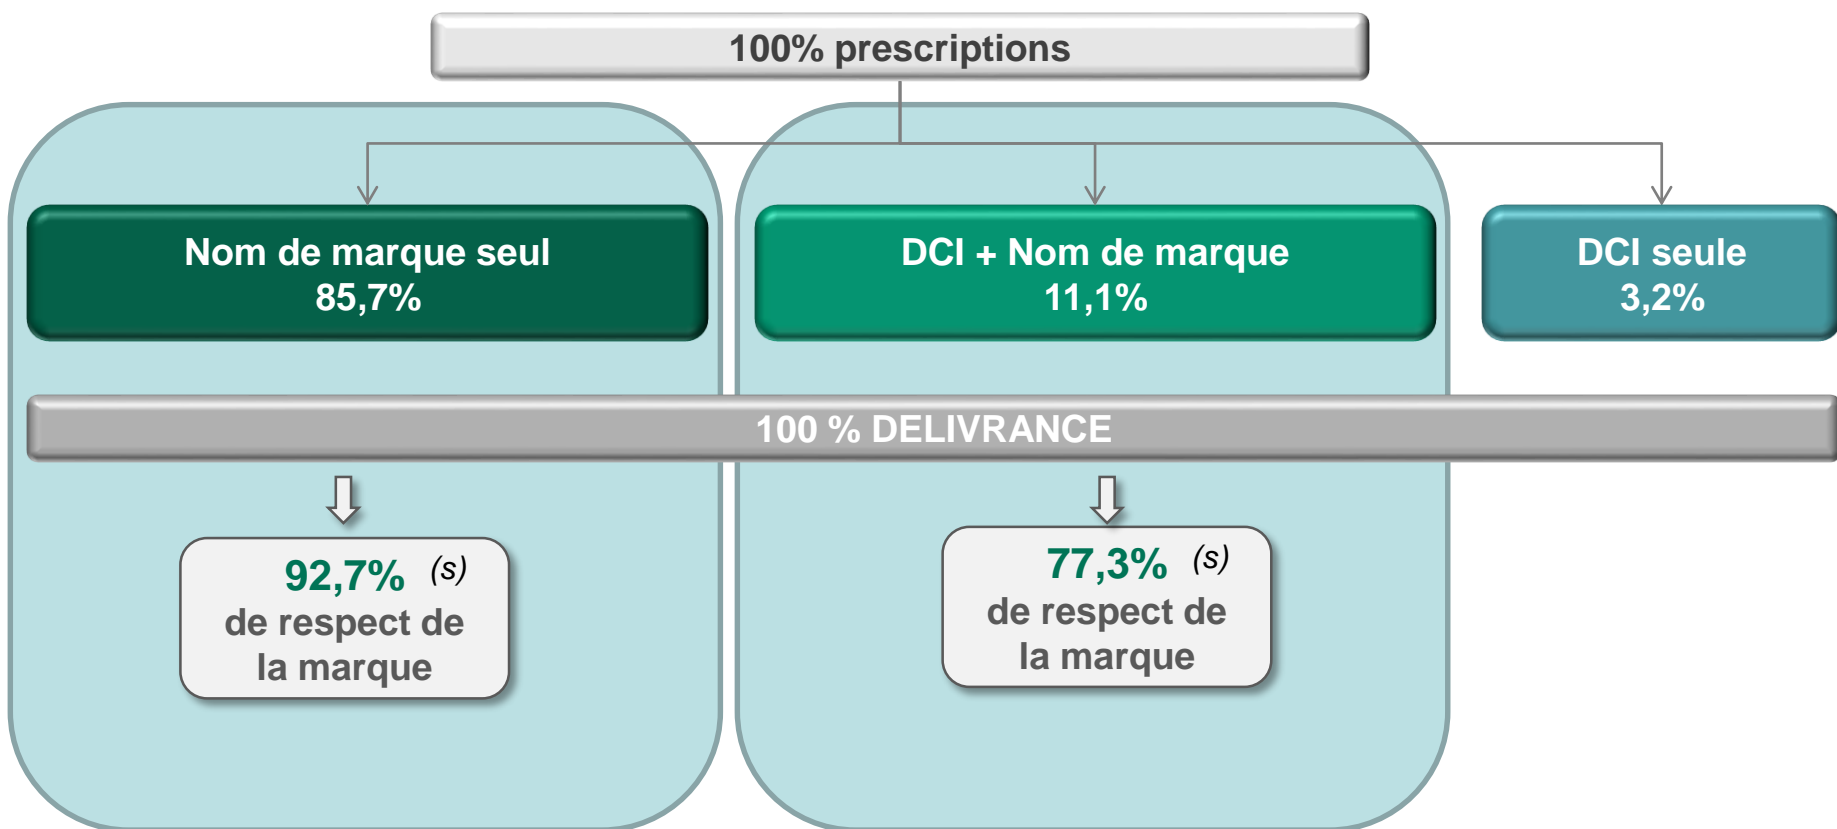 100% prescriptions
Nom de marque seul
85,7%
DCI + Nom de marque
11,1%
DCI seule
3,2%
100 % DELIVRANCE
92,7% (s)
de respect de
la marque
77,3% (s)
de respect de
la marque